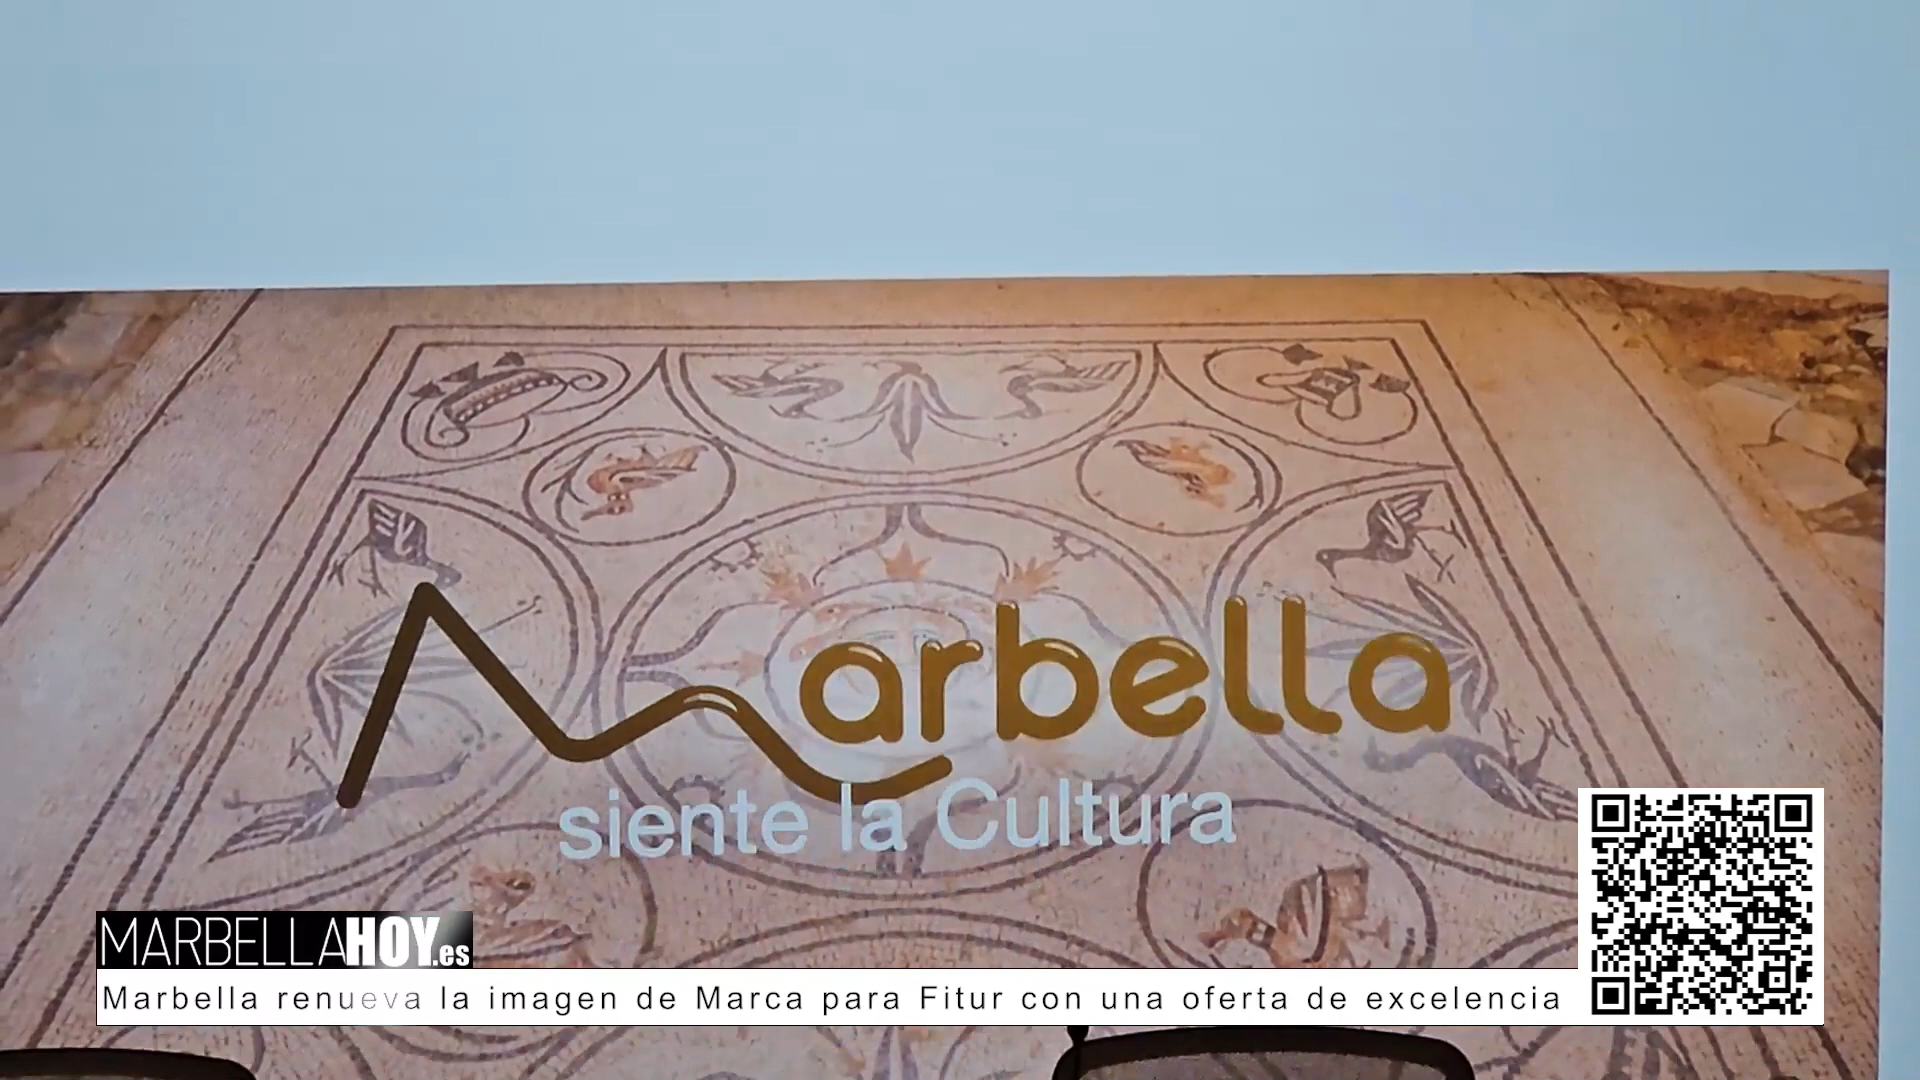 Marbella
siente la Cultura
MARBELLAHOY.es
Marbella renueva la imagen de Marca para Fitur con una oferta de excelencia